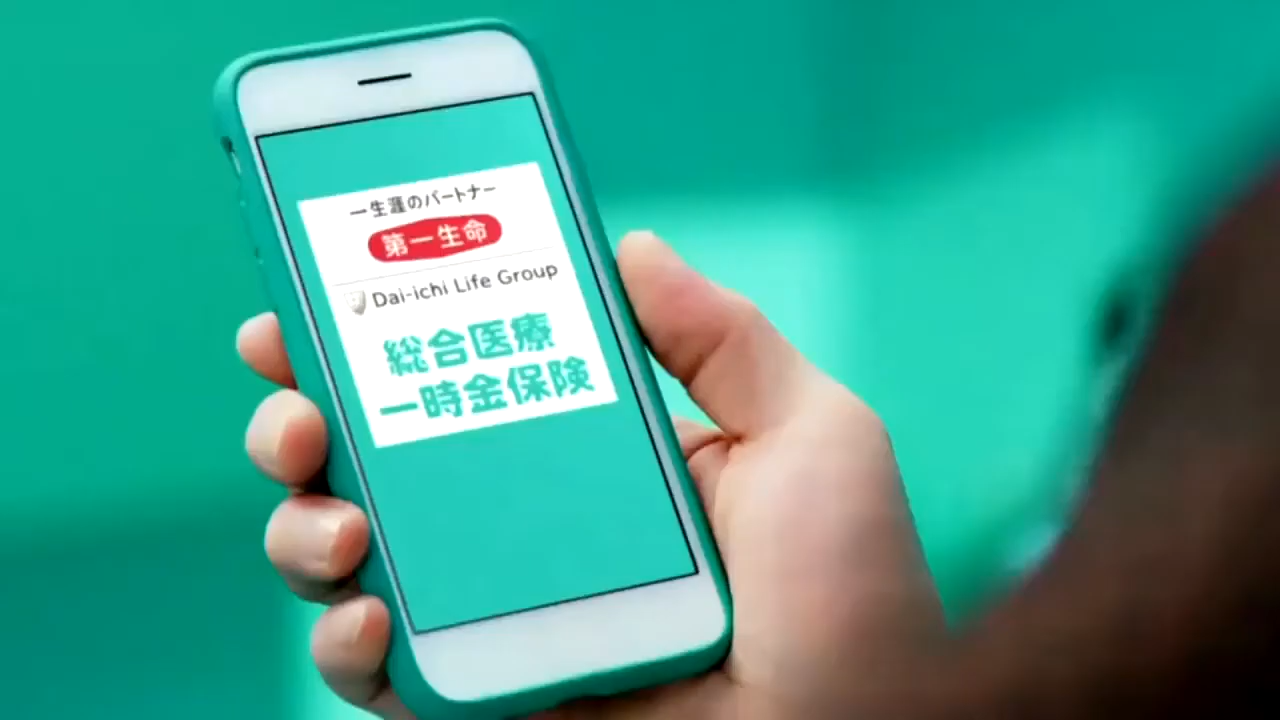 一生涯のパートナー
第一生命
Dai-ichi Life Group
総合医療
一時金保険